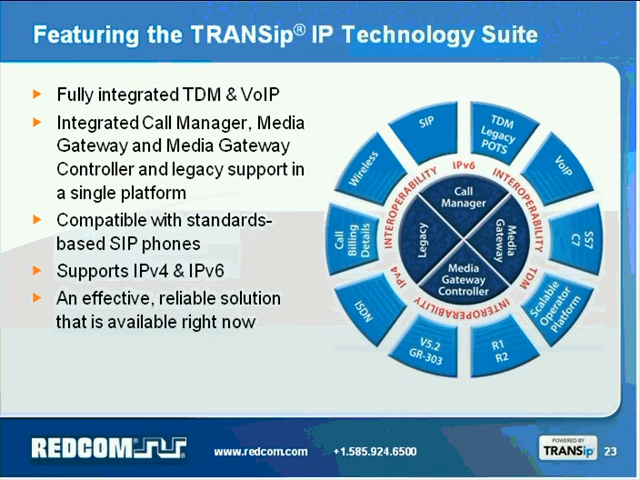 Featuring the TRANSip® IP Technology Suite
Fully integrated TDM & VoIP
Integrated Call Manager, Media
Gateway and Media Gateway
Controller and legacy support in
a single platform
Compatible with standards-
based SIP phones
Supports IPv4 & IPv6
An effective, reliable solution
that is available right now
SIP
TDM
Legacy
POTS
VoIP
SS7
C7
Scalable
Operator
Platform
R1
R2
V5.2
GR-303
ISDN
Call
Billing
Details
Wireless
IPv6
INTEROPERABILITY
TDM
INTEROPERABILITY
IPv4
INTEROPERABILITY
Call
Manager
Media
Gateway
Media
Gateway
Controller
Legacy
REDCOM
www.redcom.com
+1.585.924.6500
POWERED BY
TRANSip
23